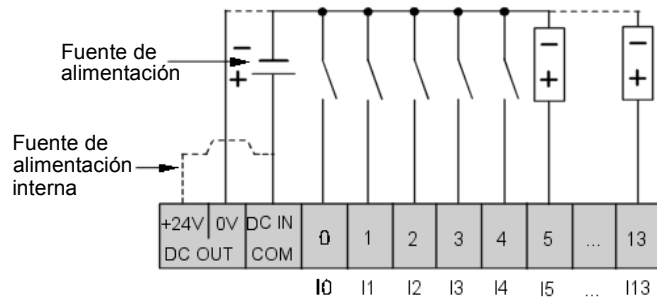 Fuente de
alimentación
−
+
−
+
−
+
Fuente de
alimentación
interna
+24V 0V DC IN 0 1 2 3 4 5 ... 13
DC OUT COM
I0 I1 I2 I3 I4 I5 ... I13